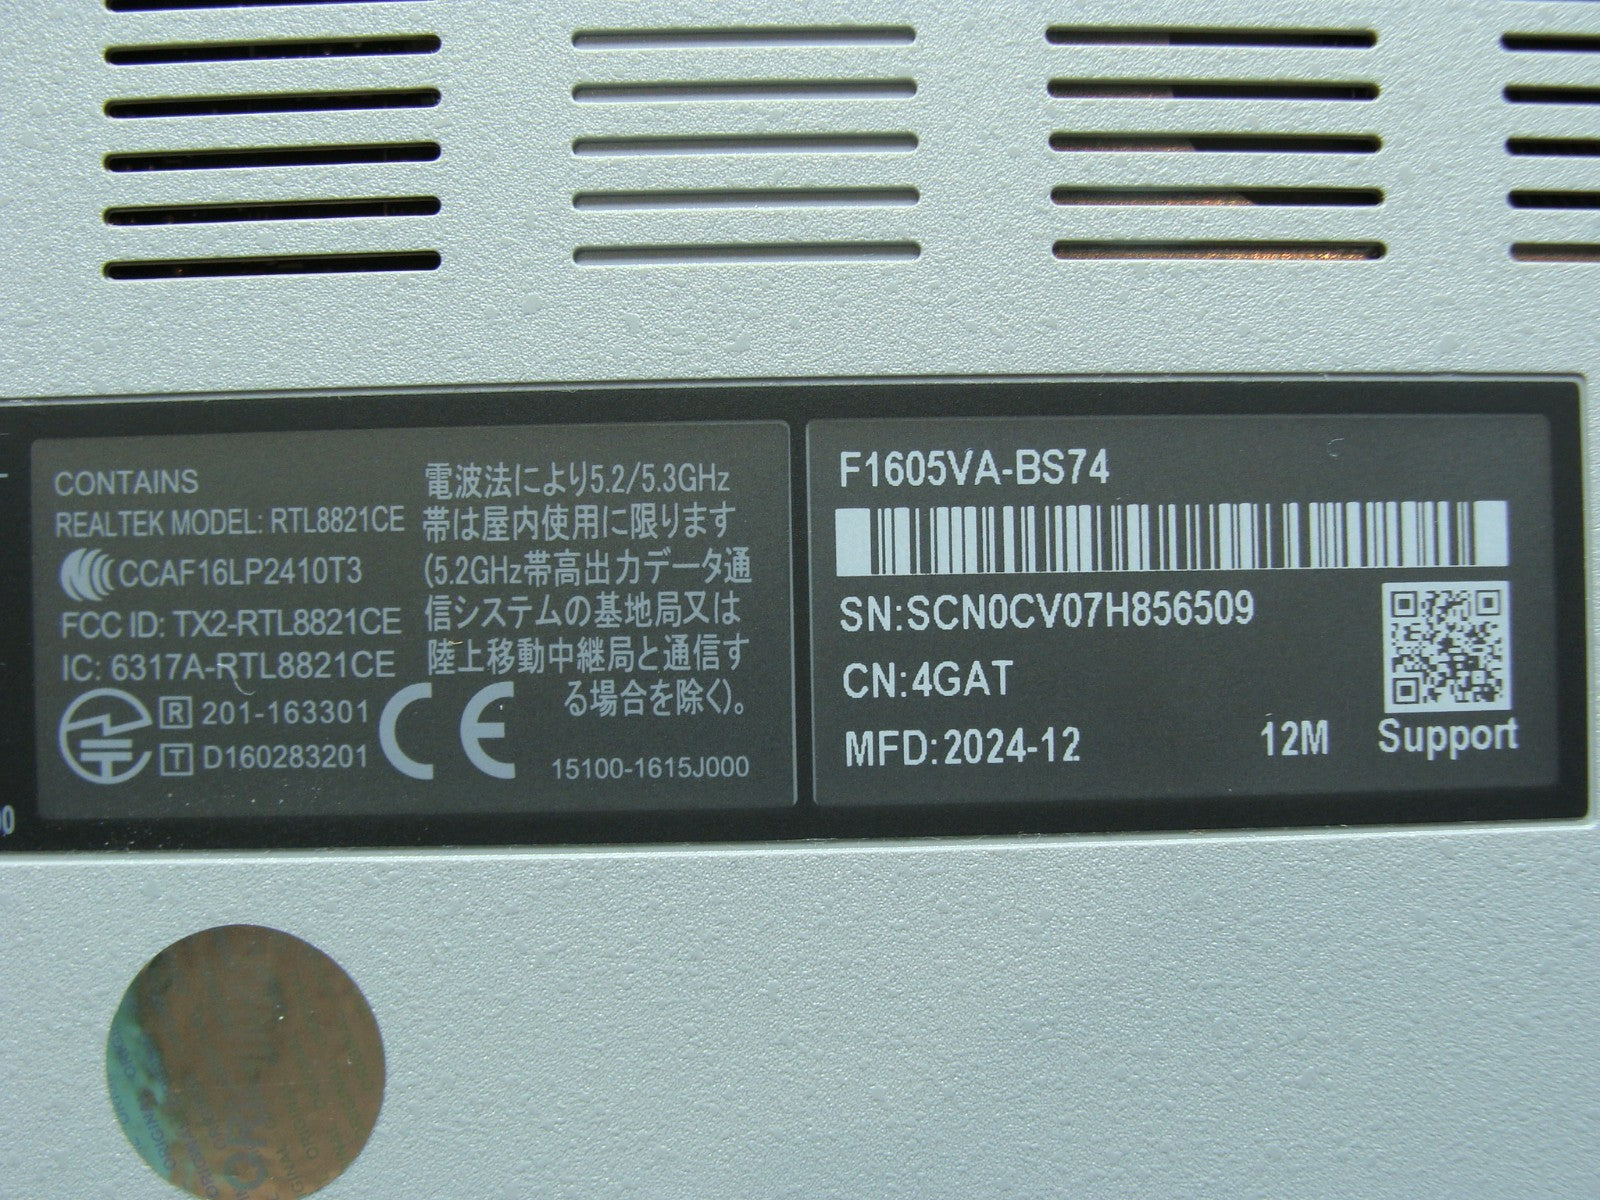 CONTAINS
REALTEK MODEL: RTL8821CE
CCAF16LP2410T3
FCC ID: TX2-RTL8821CE
IC: 6317A-RTL8821CE
R 201-163301
T D160283201
CE
電波法により5.2/5.3GHz
帯は屋内使用に限ります
(5.2GHz帯高出力データ通
信システムの基地局又は
陸上移動中継局と通信す
る場合を除く)。
15100-1615J000
F1605VA-BS74
SN:SCN0CV07H856509
CN:4GAT
MFD:2024-12
12M
Support